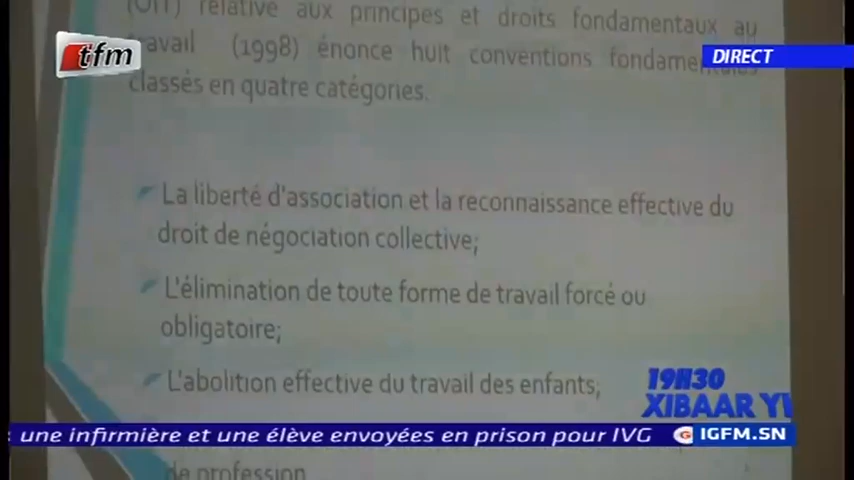 (OIT) relative aux principes et droits fondamentaux au
tfm
travail (1998) énonce huit conventions fondamentales
DIRECT
classés en quatre catégories.
La liberté d'association et la reconnaissance effective du
droit de négociation collective;
L'élimination de toute forme de travail forcé ou
obligatoire;
L'abolition effective du travail des enfants;
19H30
XIBAAR YI
: une infirmière et une élève envoyées en prison pour IVG
G IGFM.SN
de profession